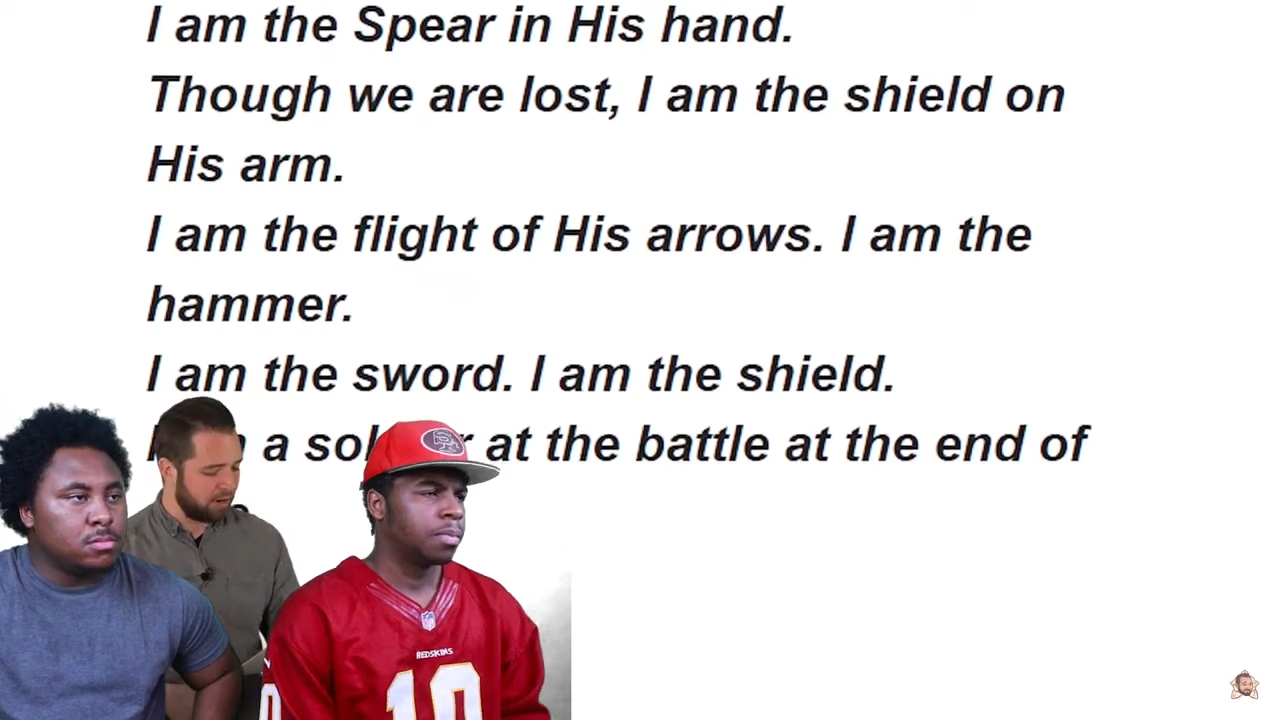 I am the Spear in His hand.
Though we are lost, I am the shield on
His arm.
I am the flight of His arrows. I am the
hammer.
I am the sword. I am the shield.
I a sol r at the battle at the end of
REDSKINS
10